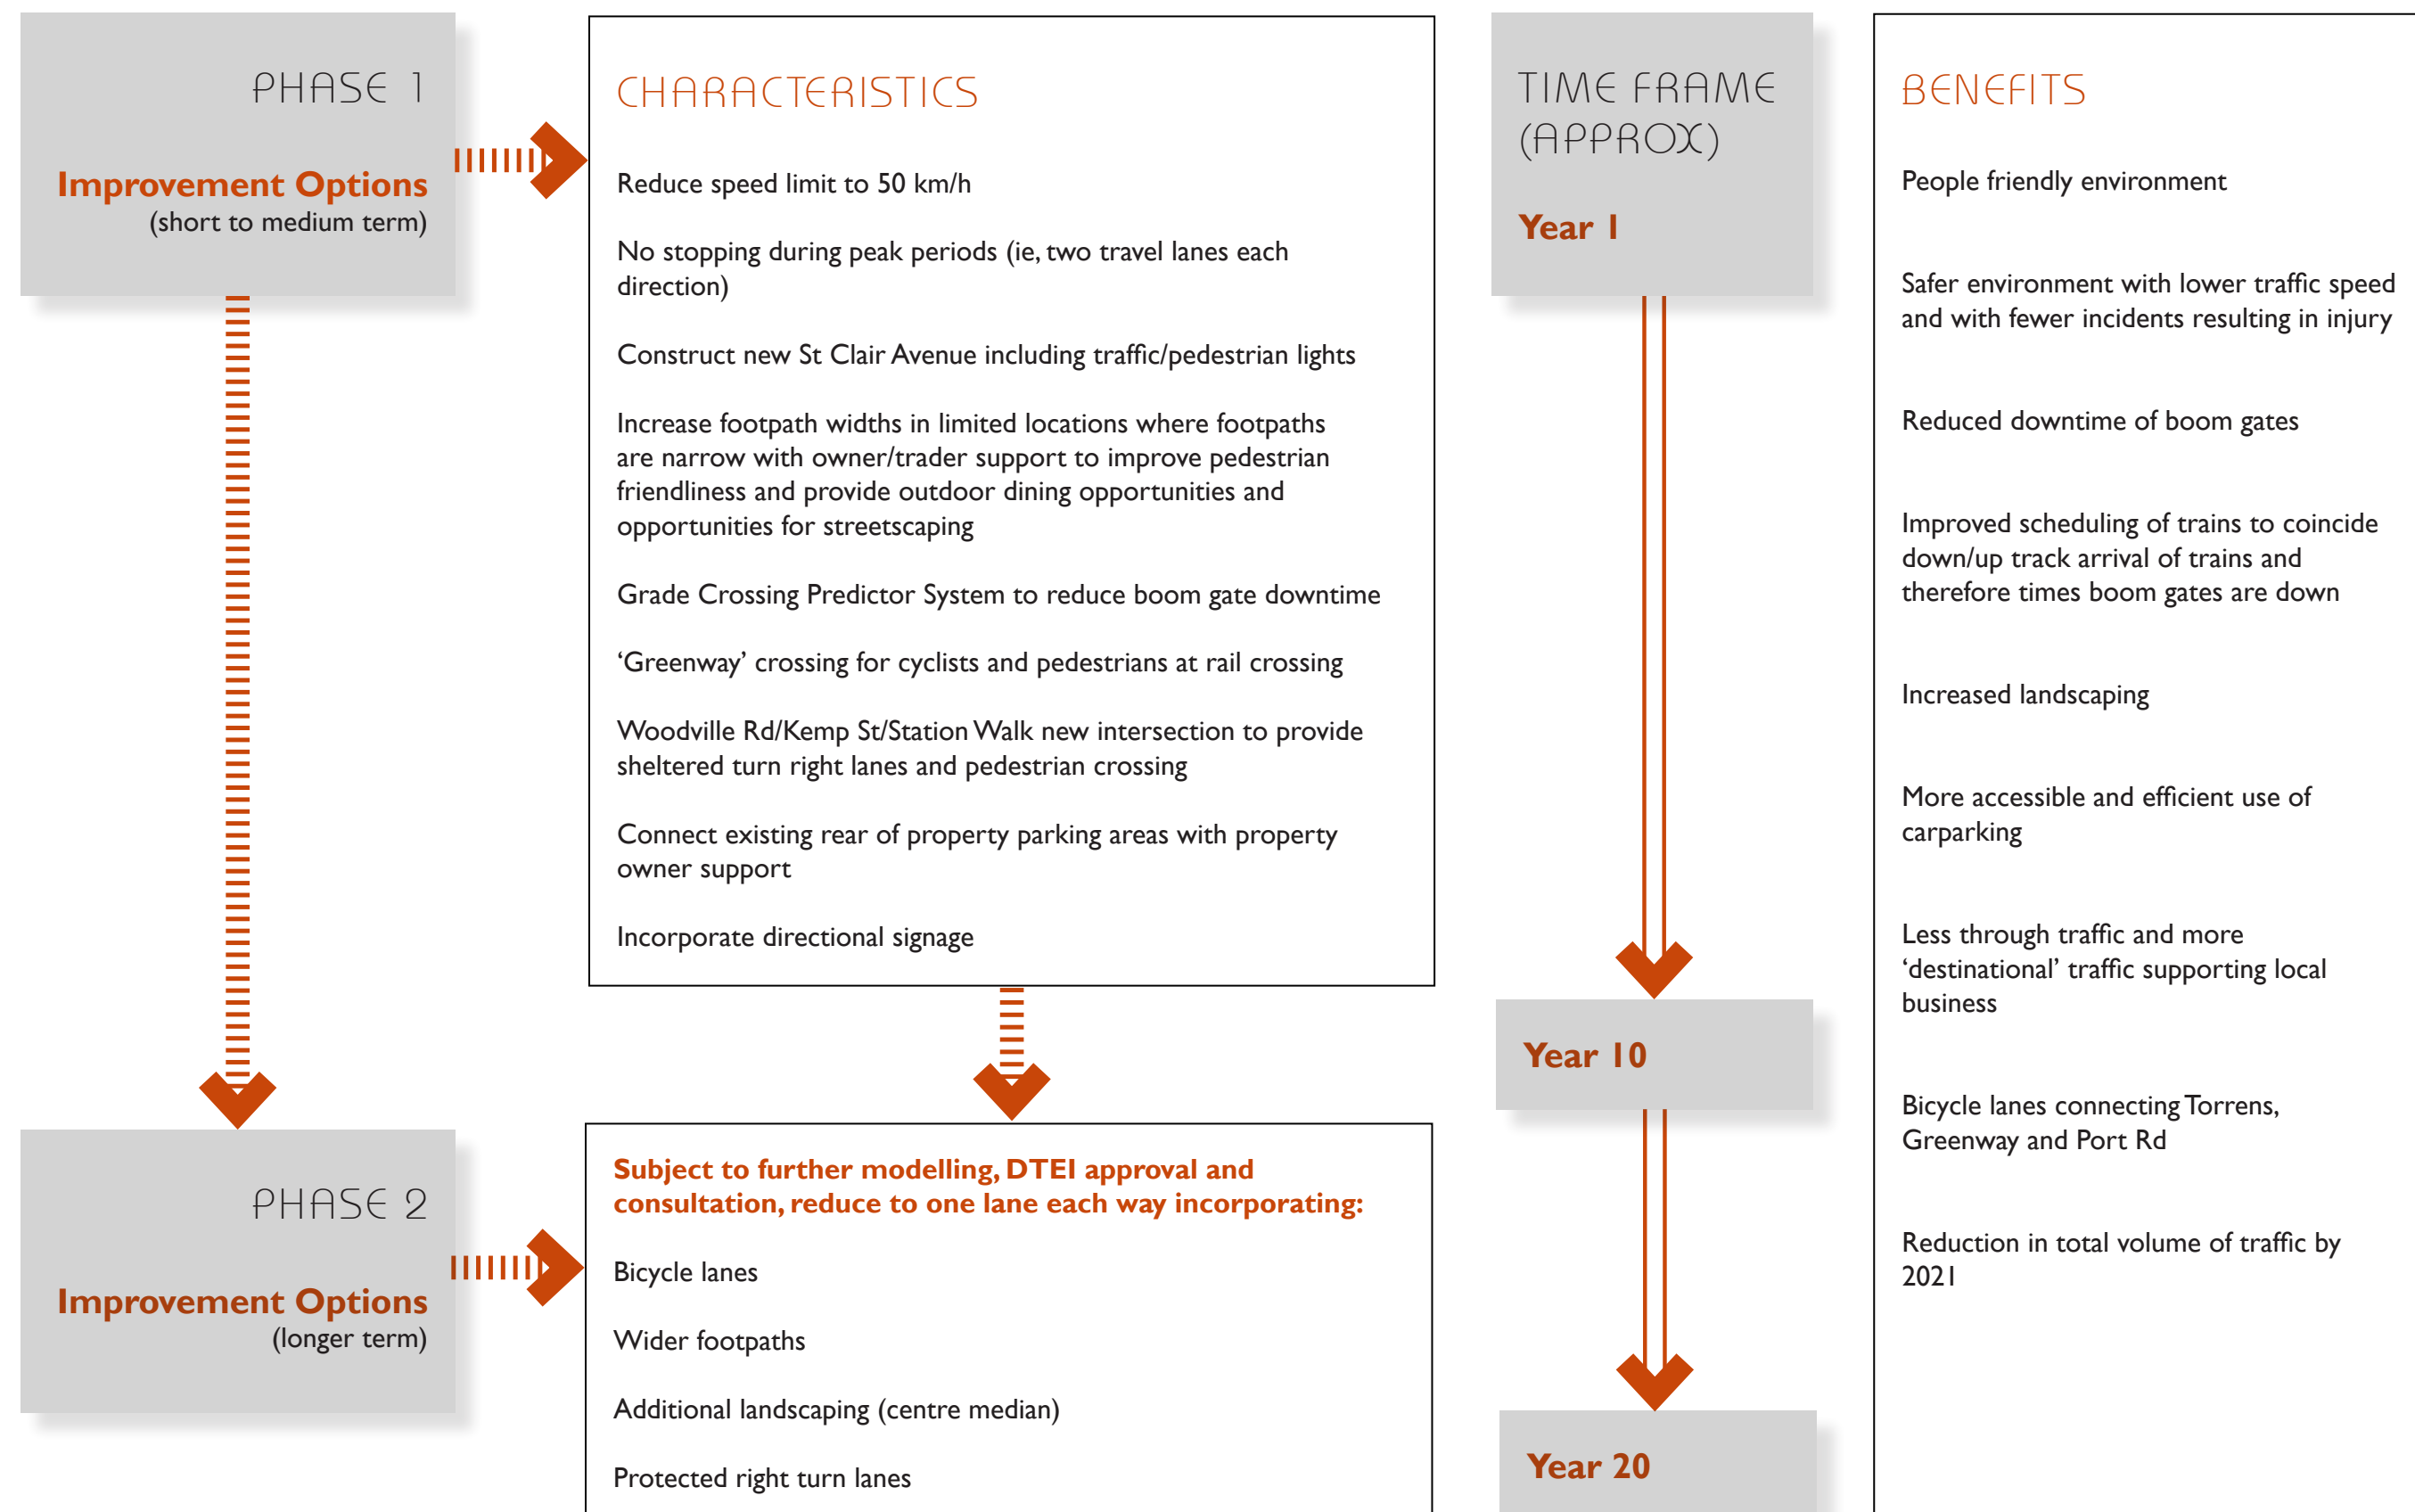 PHASE 1
Improvement Options
(short to medium term)
CHARACTERISTICS
Reduce speed limit to 50 km/h
No stopping during peak periods (ie, two travel lanes each
direction)
Construct new St Clair Avenue including traffic/pedestrian lights
Increase footpath widths in limited locations where footpaths
are narrow with owner/trader support to improve pedestrian
friendliness and provide outdoor dining opportunities and
opportunities for streetscaping
Grade Crossing Predictor System to reduce boom gate downtime
‘Greenway’ crossing for cyclists and pedestrians at rail crossing
Woodville Rd/Kemp St/Station Walk new intersection to provide
sheltered turn right lanes and pedestrian crossing
Connect existing rear of property parking areas with property
owner support
Incorporate directional signage
PHASE 2
Improvement Options
(longer term)
Subject to further modelling, DTEI approval and
consultation, reduce to one lane each way incorporating:
Bicycle lanes
Wider footpaths
Additional landscaping (centre median)
Protected right turn lanes
TIME FRAME
(APPROX)
Year 1
Year 10
Year 20
BENEFITS
People friendly environment
Safer environment with lower traffic speed
and with fewer incidents resulting in injury
Reduced downtime of boom gates
Improved scheduling of trains to coincide
down/up track arrival of trains and
therefore times boom gates are down
Increased landscaping
More accessible and efficient use of
carparking
Less through traffic and more
‘destinational’ traffic supporting local
business
Bicycle lanes connecting Torrens,
Greenway and Port Rd
Reduction in total volume of traffic by
2021